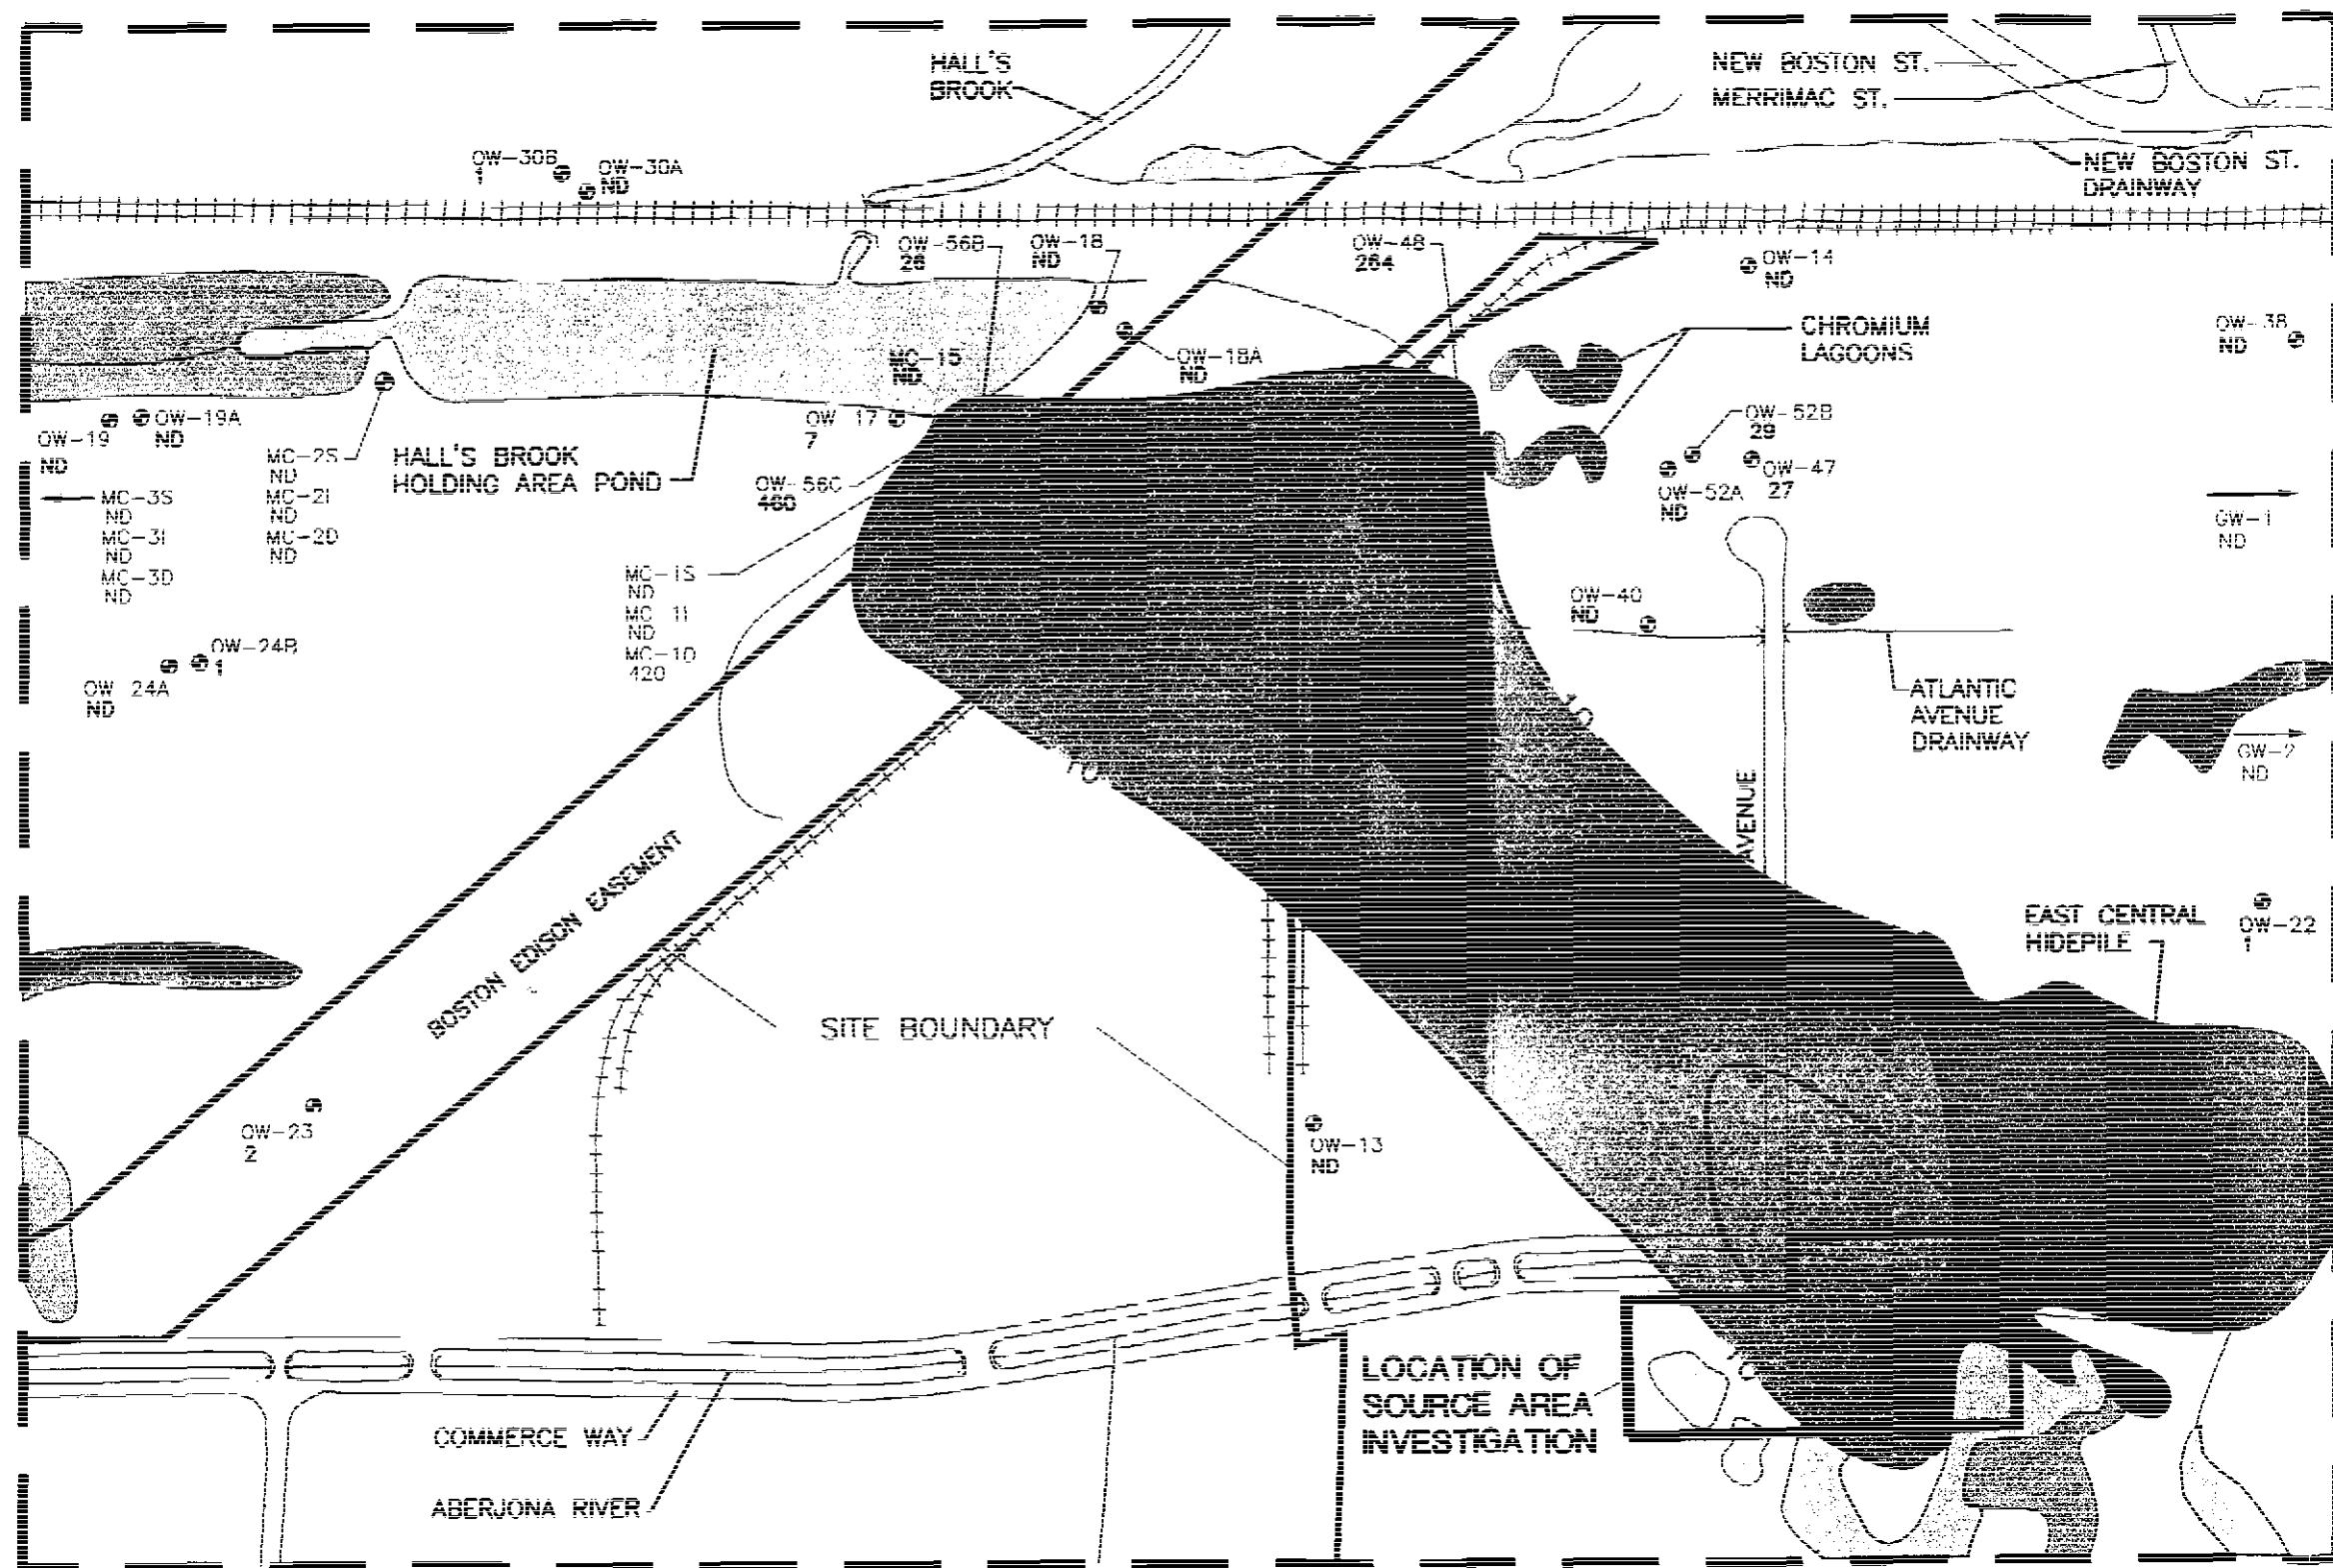 HALL'S
BROOK
NEW BOSTON ST.
MERRIMAC ST.
NEW BOSTON ST.
DRAINWAY
OW-30B
1
OW-30A
ND
OW-56B
26
OW-18
ND
OW-48
264
OW-14
ND
CHROMIUM
LAGOONS
OW-38
ND
MC-15
ND
OW-18A
ND
OW-19
ND
OW-19A
ND
OW 17
7
OW-52B
29
OW-47
27
OW-52A
ND
MC-2S
ND
MC-2I
ND
MC-2D
ND
HALL'S BROOK
HOLDING AREA POND
OW-56C
460
MC-3S
ND
MC-3I
ND
MC-3D
ND
GW-1
ND
MC-1S
ND
MC 1I
ND
MC-1D
420
OW-40
ND
OW-24B
1
OW 24A
ND
ATLANTIC
AVENUE
DRAINWAY
10
10
GW-2
ND
AVENUE
BOSTON EDISON EASEMENT
EAST CENTRAL
HIDEPILE
OW-22
1
SITE BOUNDARY
OW-23
2
OW-13
ND
LOCATION OF
SOURCE AREA
INVESTIGATION
10
COMMERCE WAY
ABERJONA RIVER